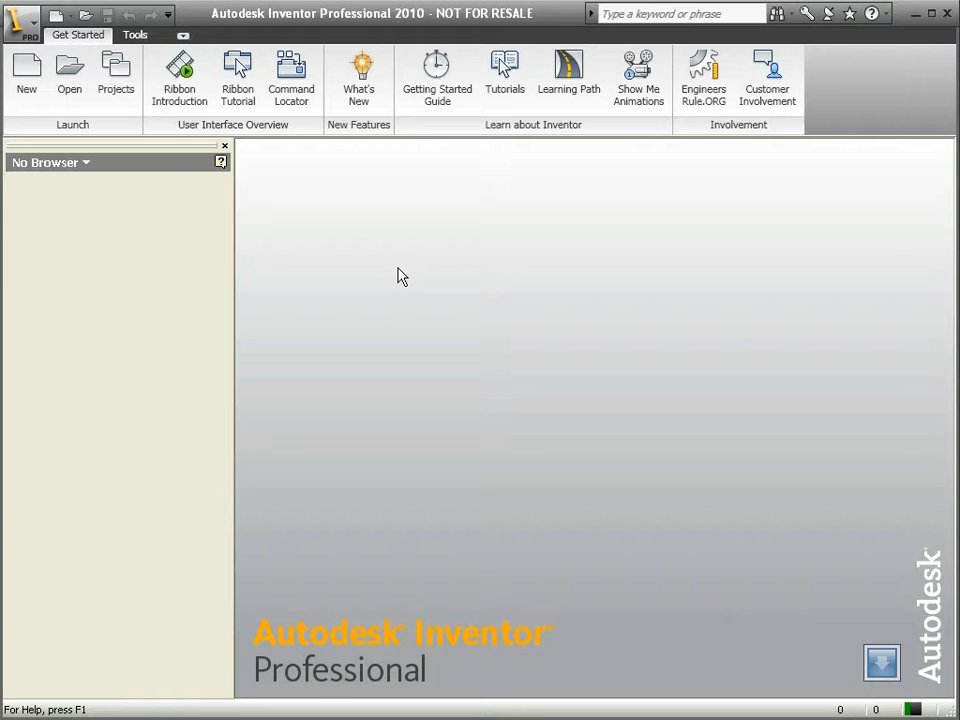 Autodesk Inventor Professional 2010 - NOT FOR RESALE
Type a keyword or phrase
PRO
Get Started Tools
New
Open
Projects
Ribbon
Introduction
Ribbon
Tutorial
Command
Locator
What's
New
Getting Started
Guide
Tutorials
Learning Path
Show Me
Animations
Engineers
Rule.ORG
Customer
Involvement
Launch
User Interface Overview
New Features
Learn about Inventor
Involvement
No Browser
Autodesk® Inventor®
Professional
Autodesk®
For Help, press F1
0 0